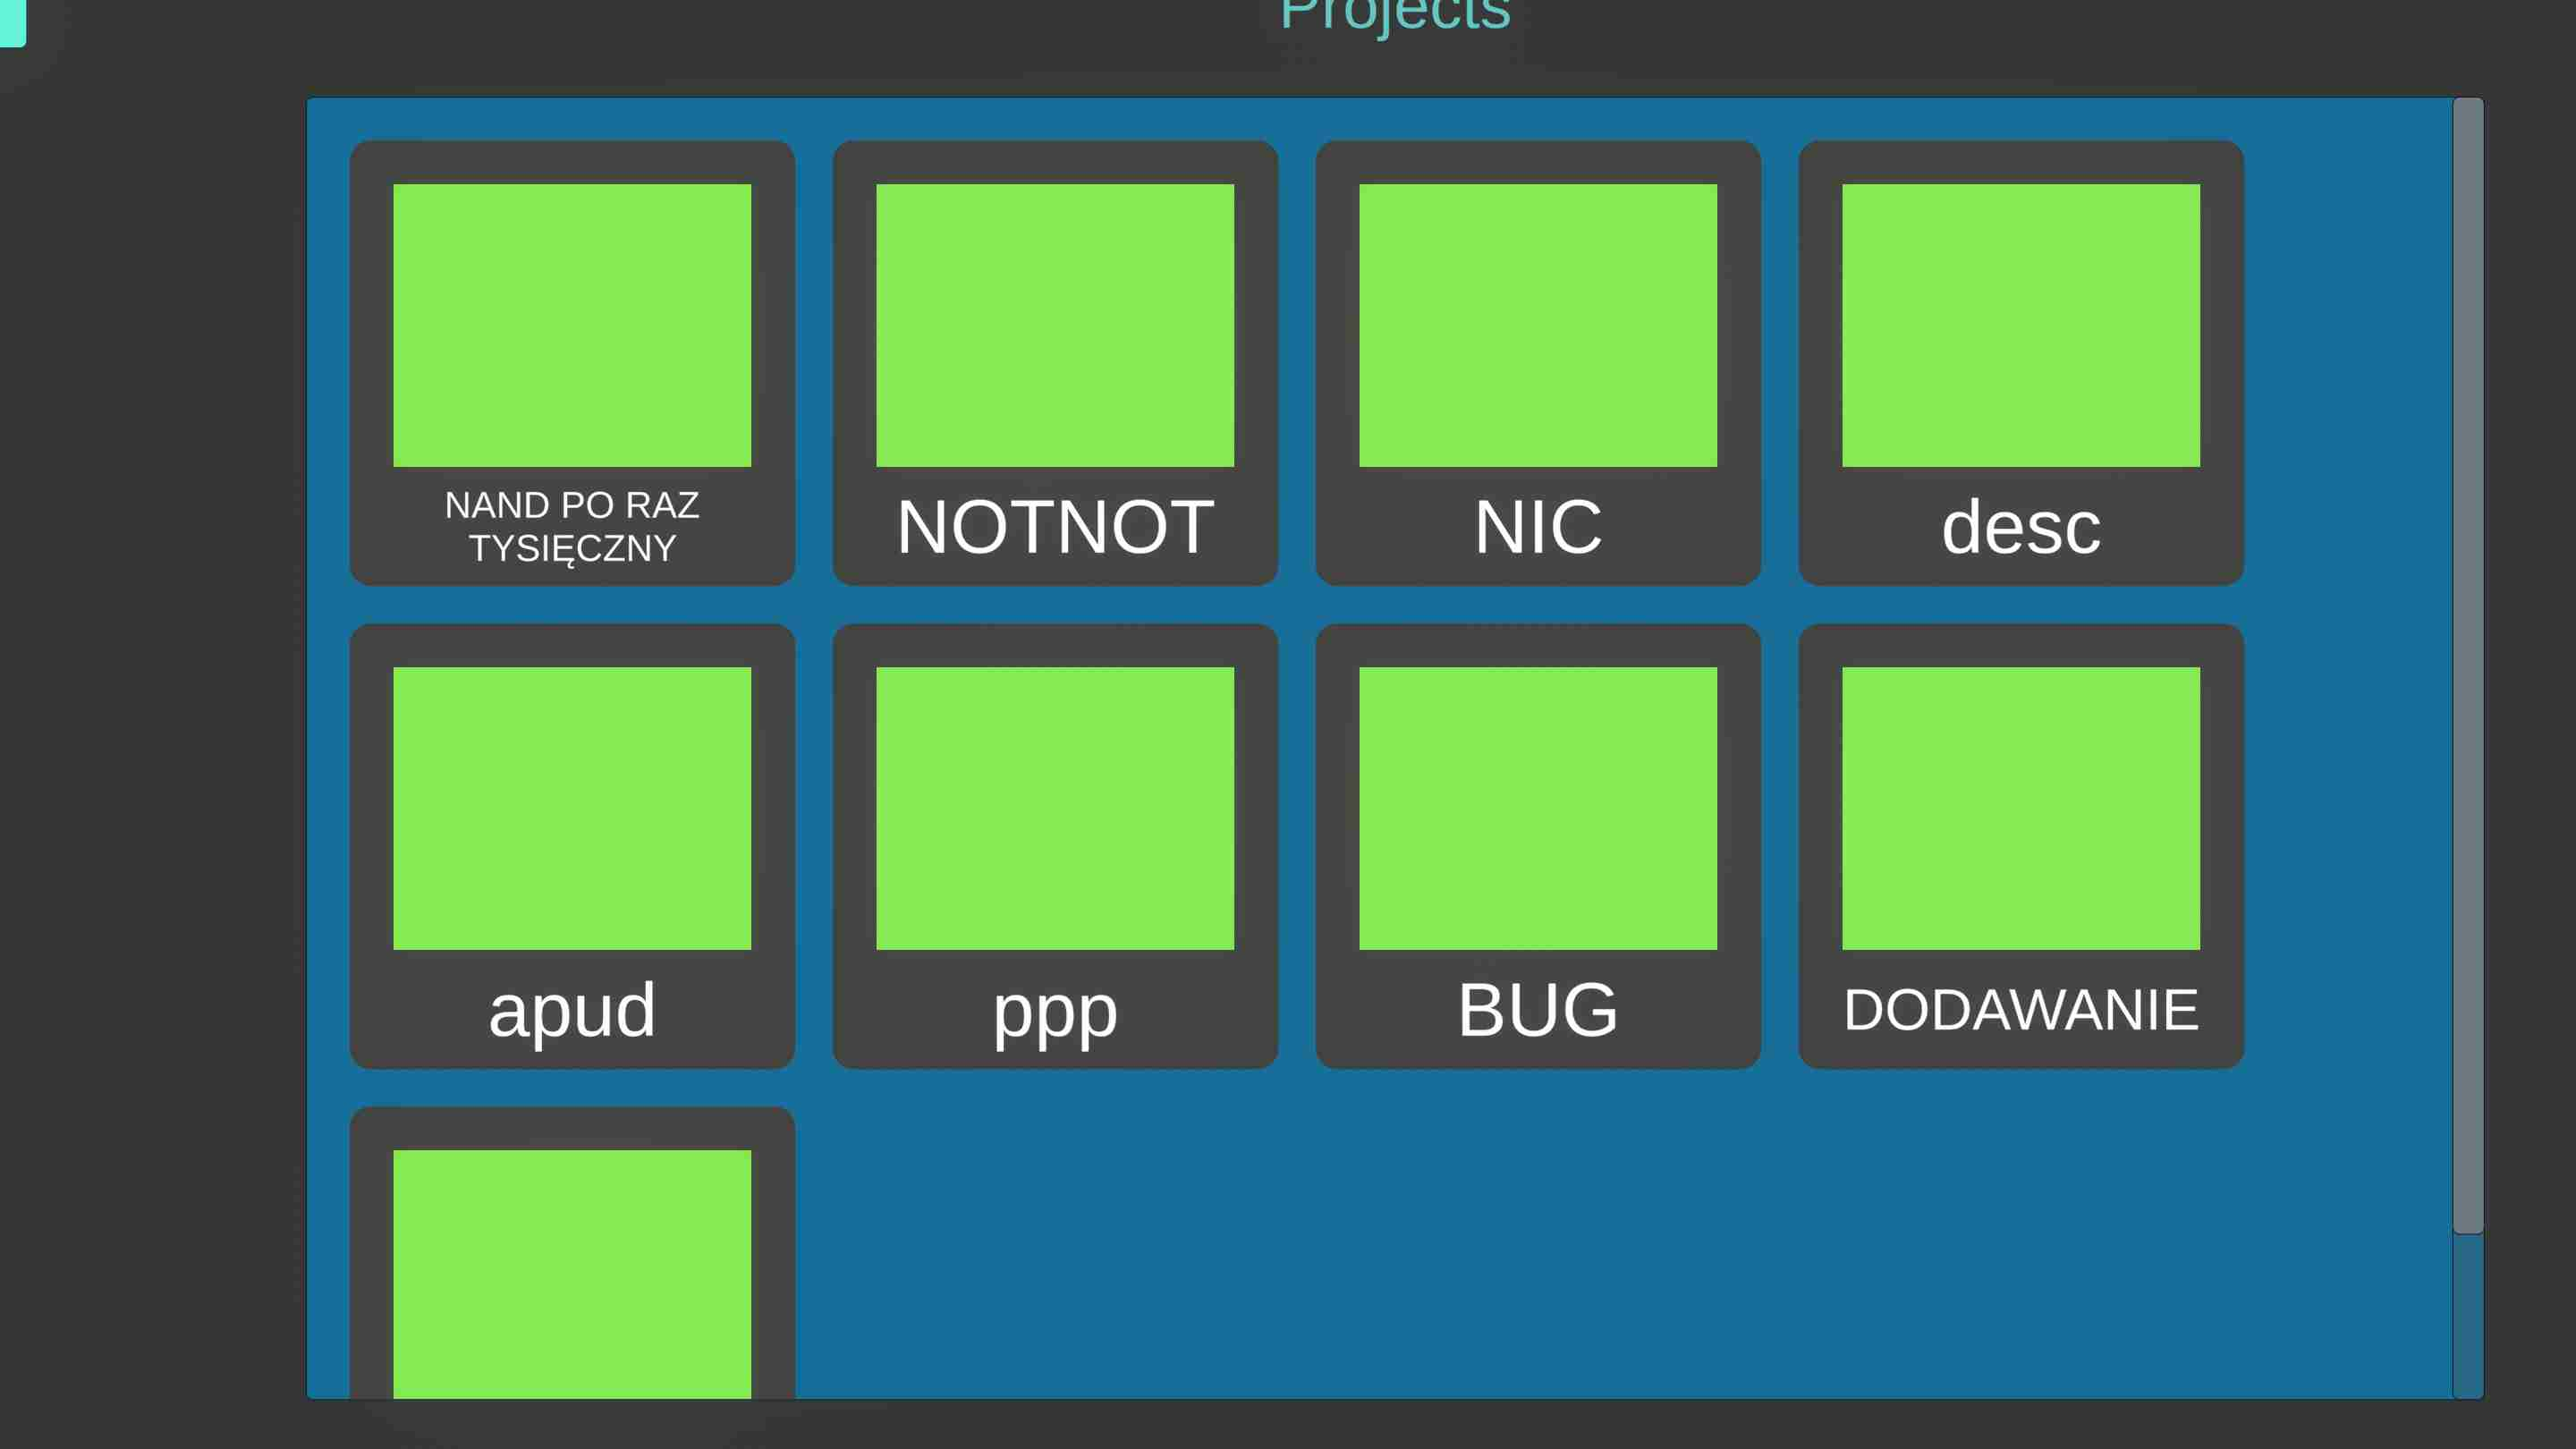 Projects
NAND PO RAZ
TYSIĘCZNY
NOTNOT
NIC
desc
apud
ppp
BUG
DODAWANIE